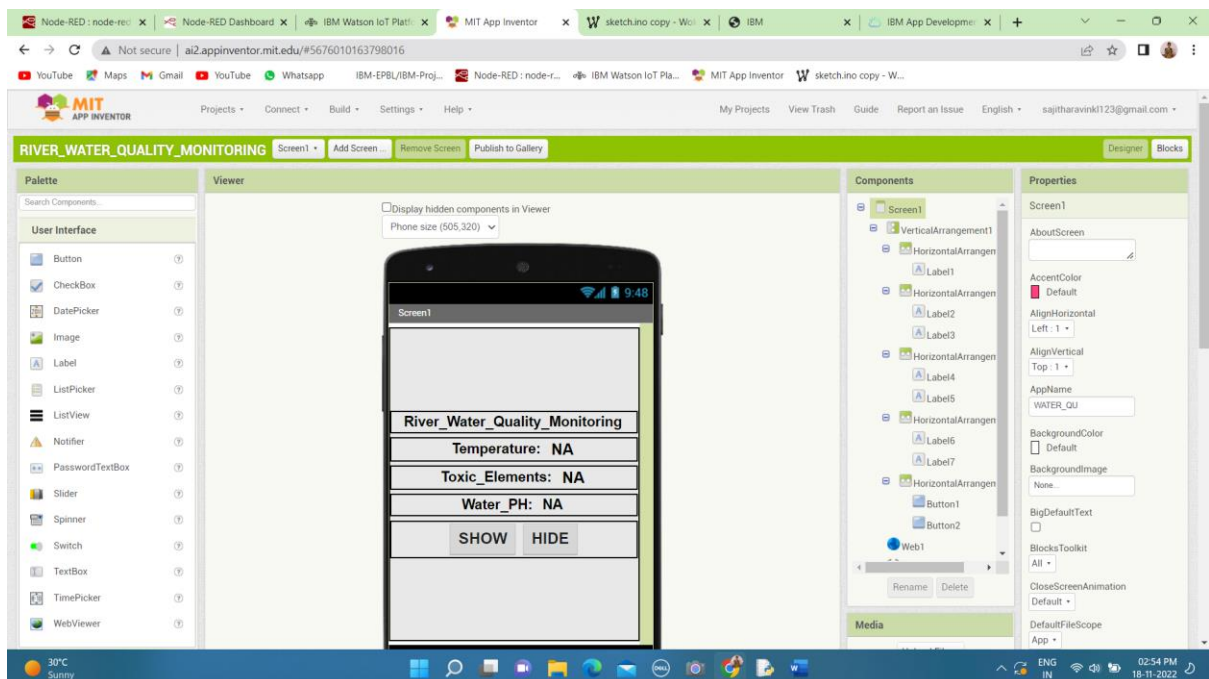 Node-RED : node-red
Node-RED Dashboard
IBM Watson IoT Platfo
MIT App Inventor
sketch.ino copy - Wok
IBM
IBM App Developmen
Not secure | ai2.appinventor.mit.edu/#5676010163798016
YouTube
Maps
Gmail
YouTube
Whatsapp
IBM-EPBL/IBM-Proj...
Node-RED : node-r...
IBM Watson IoT Pla...
MIT App Inventor
sketch.ino copy - W...
MIT
APP INVENTOR
Projects
Connect
Build
Settings
Help
My Projects
View Trash
Guide
Report an Issue
English
sajitharavinkl123@gmail.com
RIVER_WATER_QUALITY_MONITORING
Screen1
Add Screen ...
Remove Screen
Publish to Gallery
Designer
Blocks
Palette
Search Components...
User Interface
Button
CheckBox
DatePicker
Image
Label
ListPicker
ListView
Notifier
PasswordTextBox
Slider
Spinner
Switch
TextBox
TimePicker
WebViewer
Viewer
Display hidden components in Viewer
Phone size (505,320)
9:48
Screen1
River_Water_Quality_Monitoring
Temperature: NA
Toxic_Elements: NA
Water_PH: NA
SHOW HIDE
Components
Screen1
VerticalArrangement1
HorizontalArrangen
Label1
HorizontalArrangen
Label2
Label3
HorizontalArrangen
Label4
Label5
HorizontalArrangen
Label6
Label7
HorizontalArrangen
Button1
Button2
Web1
Rename
Delete
Media
Properties
Screen1
AboutScreen
AccentColor
Default
AlignHorizontal
Left : 1
AlignVertical
Top : 1
AppName
WATER_QU
BackgroundColor
Default
BackgroundImage
None...
BigDefaultText
BlocksToolkit
All
CloseScreenAnimation
Default
DefaultFileScope
App
30°C
Sunny
ENG
IN
02:54 PM
18-11-2022